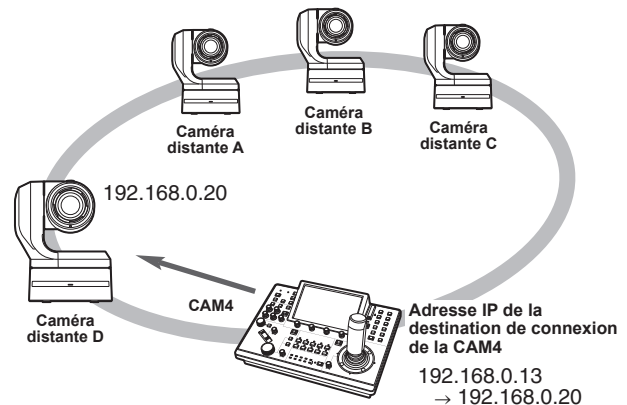 Caméra
distante A
Caméra
distante B
Caméra
distante C
192.168.0.20
Caméra
distante D
CAM4
Adresse IP de la
destination de connexion
de la CAM4
192.168.0.13
→ 192.168.0.20